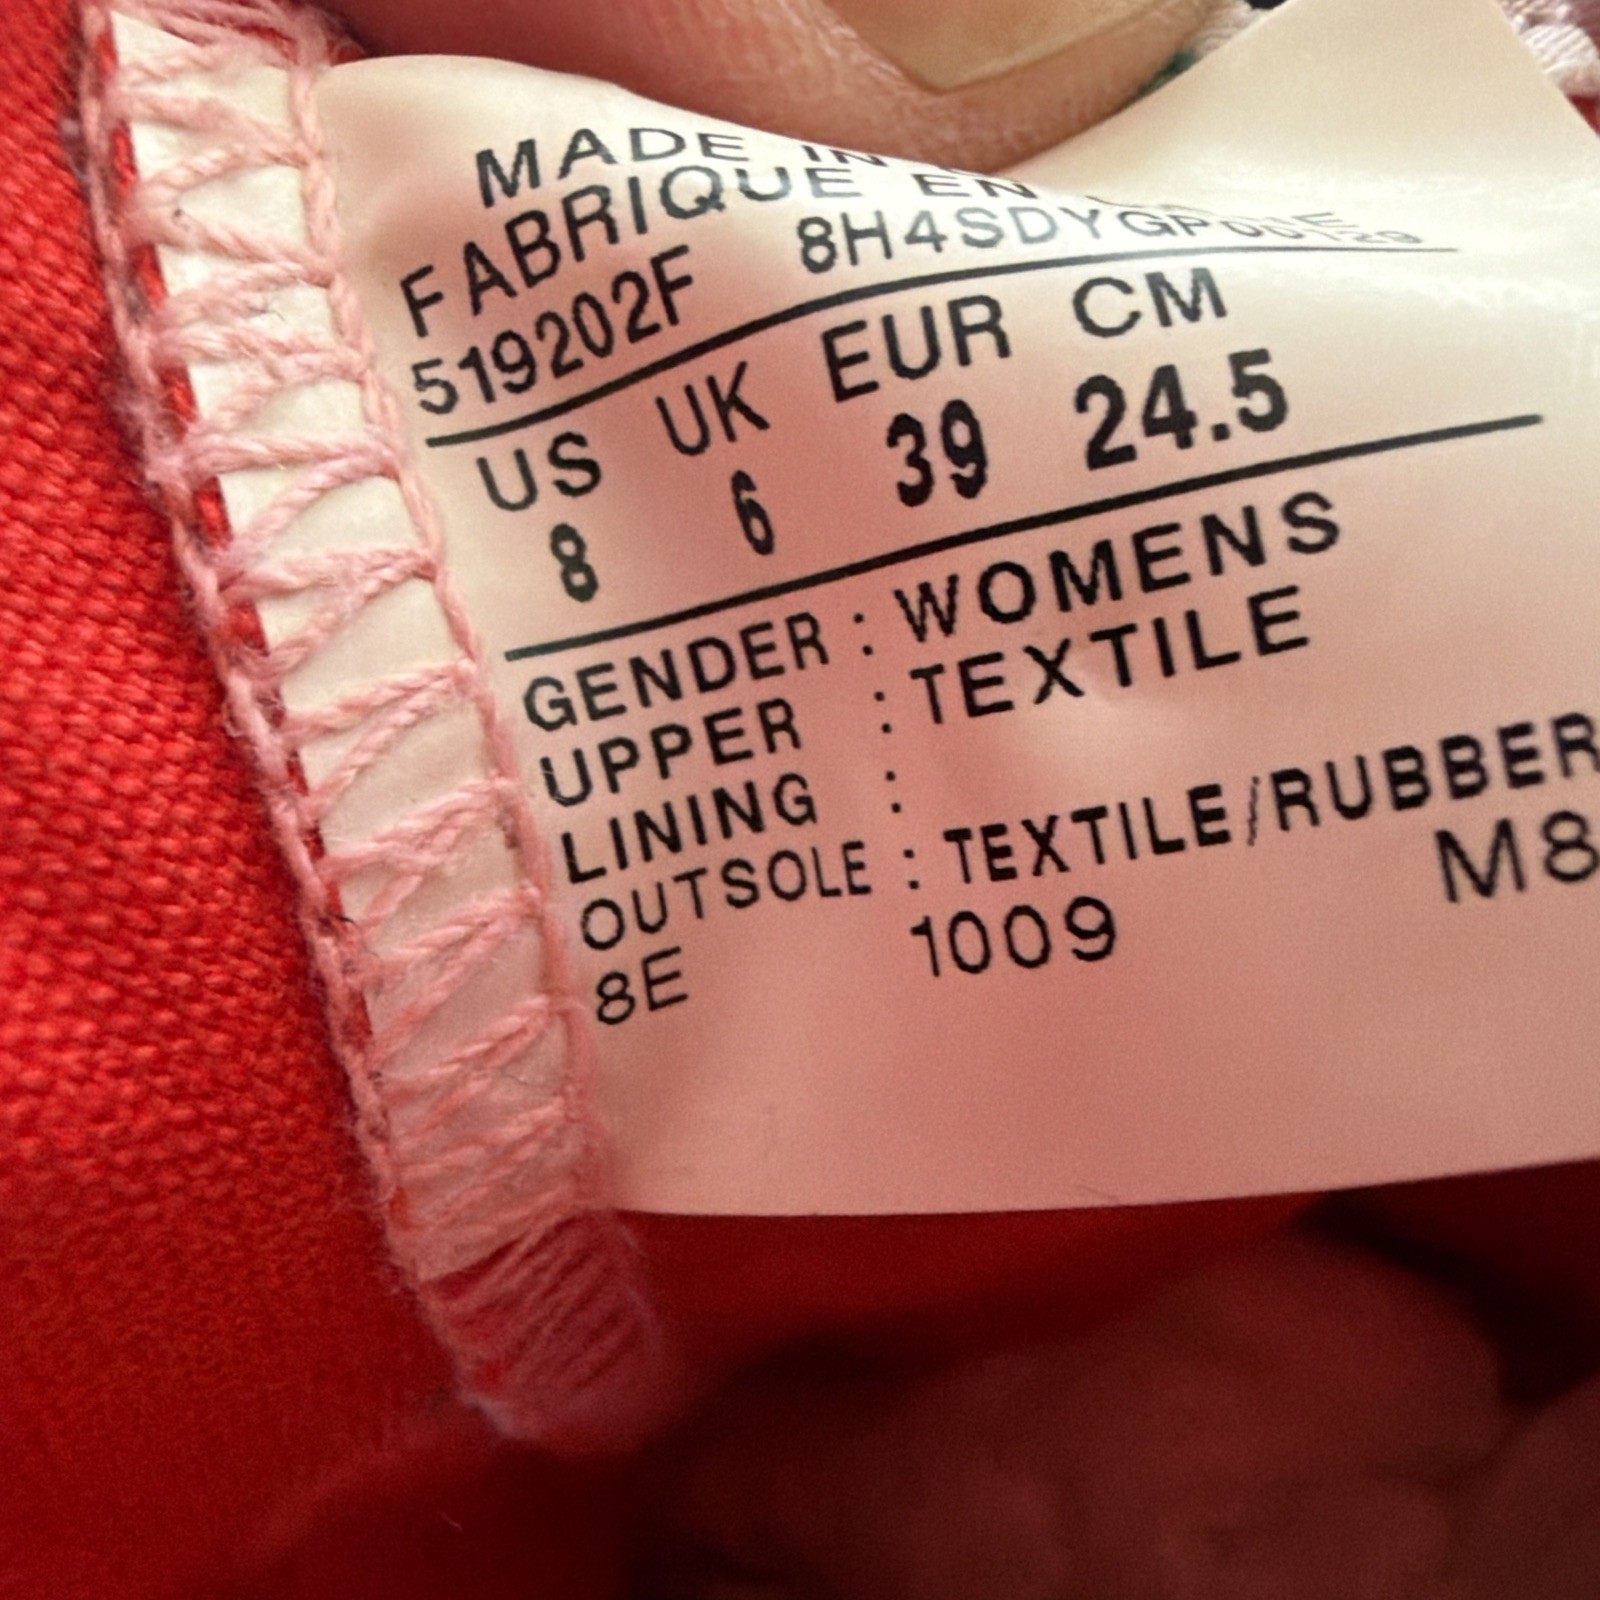 MADE IN
FABRIQUE EN
519202F 8H4SDYGP
US UK EUR CM
8 6 39 24.5
GENDER : WOMENS
UPPER : TEXTILE
LINING :
OUTSOLE : TEXTILE/RUBBER
8E 1009 M8